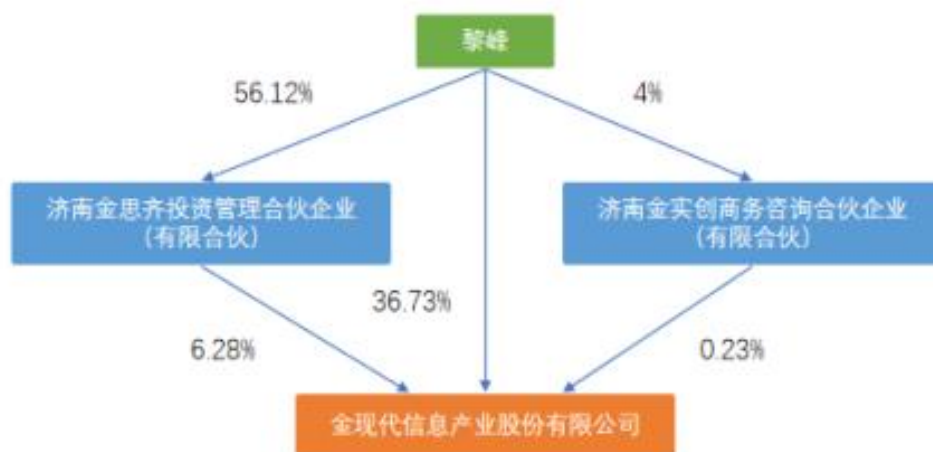 黎峰
56.12%
4%
济南金思齐投资管理合伙企业
（有限合伙）
济南金实创商务咨询合伙企业
（有限合伙）
36.73%
6.28%
0.23%
金现代信息产业股份有限公司